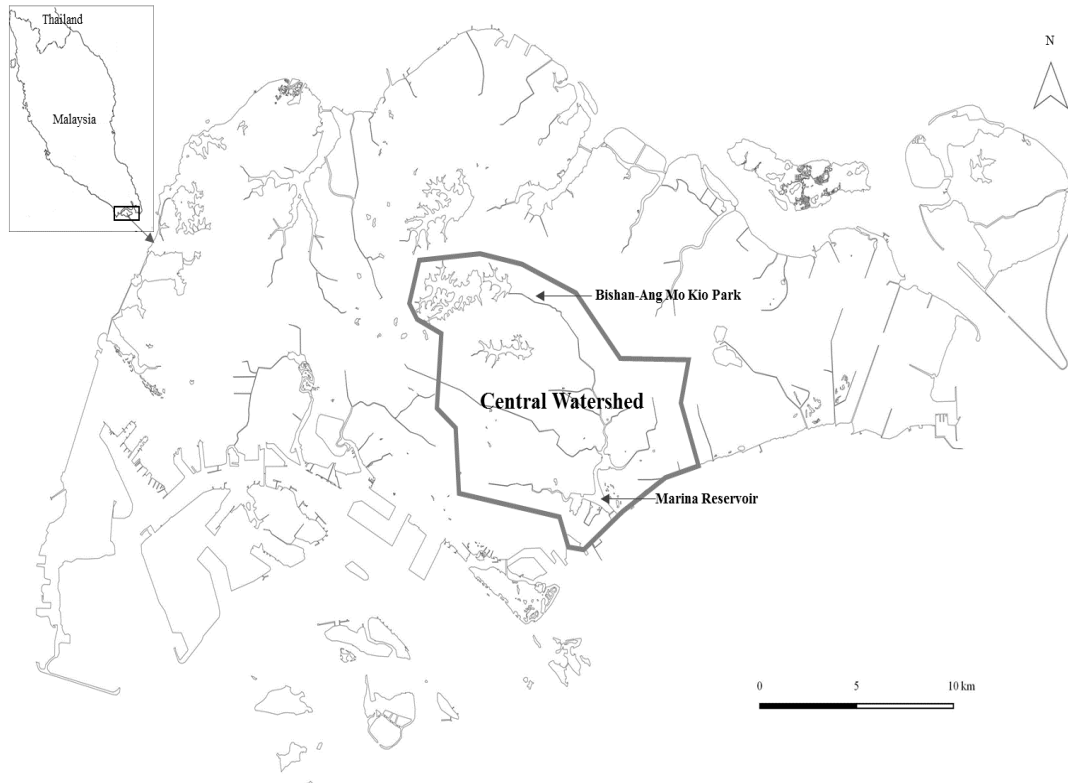 Thailand
Malaysia
N
Bishan-Ang Mo Kio Park
Central Watershed
Marina Reservoir
0 5 10 km